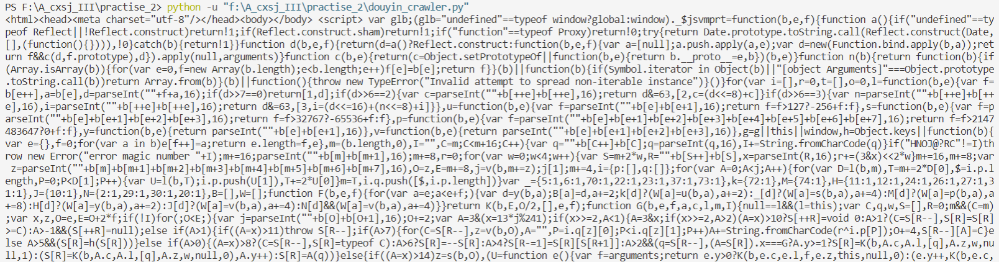 PS F:\A_cxsj_III\practise_2> python -u "f:\A_cxsj_III\practise_2\douyin_crawler.py"
<html><head><meta charset="utf-8"/></head><body></body> <script> var glb;(glb="undefined"==typeof window?global:window)._$jsvmprt=function(b,e,f){function a(){if("undefined"==ty
peof Reflect||!Reflect.construct)return!1;if(Reflect.construct.sham)return!1;if("function"==typeof Proxy)return!0;try{return Date.prototype.toString.call(Reflect.construct(Date,
[],(function(){}))),!0}catch(b){return!1}}function d(b,e,f){return(d=a()?Reflect.construct:function(b,e,f){var a=[null];a.push.apply(a,e);var d=new(Function.bind.apply(b,a));ret
urn f&&c(d,f.prototype),d}).apply(null,arguments)}function c(b,e){return(c=Object.setPrototypeOf||function(b,e){return b.__proto__=e,b})(b,e)}function n(b){return function(b){if
(Array.isArray(b)){for(var e=0,f=new Array(b.length);e<b.length;e++)f[e]=b[e];return f}}(b)||function(b){if(Symbol.iterator in Object(b)||"[object Arguments]"===Object.prototype
.toString.call(b))return Array.from(b)}(b)||function(){throw new TypeError("Invalid attempt to spread non-iterable instance")}()}for(var i=[],r=0,t=[],o=0,l=function(b,e){var f=
b[e++],a=b[e],d=parseInt(""+f+a,16);if(d>>7==0)return[1,d];if(d>>6==2){var c=parseInt(""+b[++e]+b[++e],16);return d&=63,[2,c=(d<<=8)+c]}if(d>>6==3){var n=parseInt(""+b[++e]+b[++
e],16),i=parseInt(""+b[++e]+b[++e],16);return d&=63,[3,i=(d<<=16)+(n<<=8)+i]}},u=function(b,e){var f=parseInt(""+b[e]+b[e+1],16);return f=f>127?-256+f:f},s=function(b,e){var f=p
arseInt(""+b[e]+b[e+1]+b[e+2]+b[e+3],16);return f=f>32767?-65536+f:f},p=function(b,e){var f=parseInt(""+b[e]+b[e+1]+b[e+2]+b[e+3]+b[e+4]+b[e+5]+b[e+6]+b[e+7],16);return f=f>2147
483647?0+f:f},y=function(b,e){return parseInt(""+b[e]+b[e+1],16)},v=function(b,e){return parseInt(""+b[e]+b[e+1]+b[e+2]+b[e+3],16)},g=g||this||window,h=Object.keys||function(b){
var e={},f=0;for(var a in b)e[f++]=a;return e.length=f,e},m=(b.length,0),I="",C=m;C<m+16;C++){var q=""+b[C++]+b[C];q=parseInt(q,16),I+=String.fromCharCode(q)}if("HNOJ@?RC"!=I)th
row new Error("error magic number "+I);m+=16;parseInt(""+b[m]+b[m+1],16);m+=8,r=0;for(var w=0;w<4;w++){var S=m+2*w,R=""+b[S++]+b[S],x=parseInt(R,16);r+=(3&x)<<2*w}m+=16,m+=8;var
 z=parseInt(""+b[m]+b[m+1]+b[m+2]+b[m+3]+b[m+4]+b[m+5]+b[m+6]+b[m+7],16),O=z,E=m+=8,j=v(b,m+=z);j[1];m+=4,i={p:[],q:[]};for(var A=0;A<j;A++){for(var D=l(b,m),T=m+=2*D[0],$=i.p.l
ength,P=0;P<D[1];P++){var U=l(b,T);i.p.push(U[1]),T+=2*U[0]}m=T,i.q.push([$,i.p.length])}var _={5:1,6:1,70:1,22:1,23:1,37:1,73:1},k={72:1},M={74:1},H={11:1,12:1,24:1,26:1,27:1,3
1:1},J={10:1},N={2:1,29:1,30:1,20:1},B=[],W=[];function F(b,e,f){for(var a=e;a<e+f;){var d=y(b,a);B[a]=d,a+=2;k[d]?(W[a]=u(b,a),a+=2):_[d]?(W[a]=s(b,a),a+=4):M[d]?(W[a]=p(b,a),a
+=8):H[d]?(W[a]=y(b,a),a+=2):J[d]?(W[a]=v(b,a),a+=4):N[d]&&(W[a]=v(b,a),a+=4)}}return K(b,E,O/2,[],e,f);function G(b,e,f,a,c,l,m,I){null==l&&(l=this);var C,q,w,S=[],R=0;m&&(C=m)
;var x,z,O=e,E=O+2*f;if(!I)for(;O<E;){var j=parseInt(""+b[O]+b[O+1],16);O+=2;var A=3&(x=13*j%241);if(x>>=2,A<1){A=3&x;if(x>>=2,A>2)(A=x)>10?S[++R]=void 0:A>1?(C=S[R--],S[R]=S[R]
>=C):A>-1&&(S[++R]=null);else if(A>1){if((A=x)>11)throw S[R--];if(A>7){for(C=S[R--],z=v(b,O),A="",P=i.q[z][0];P<i.q[z][1];P++)A+=String.fromCharCode(r^i.p[P]);O+=4,S[R--][A]=C}e
lse A>5&&(S[R]=h(S[R]))}else if(A>0){(A=x)>8?(C=S[R--],S[R]=typeof C):A>6?S[R]=--S[R]:A>4?S[R-=1]=S[R][S[R+1]]:A>2&&(q=S[R--],(A=S[R]).x===G?A.y>=1?S[R]=K(b,A.c,A.l,[q],A.z,w,nu
ll,1):(S[R]=K(b,A.c,A.l,[q],A.z,w,null,0),A.y++):S[R]=A(q))}else{if((A=x)>14)z=s(b,O),(U=function e(){var f=arguments;return e.y>0?K(b,e.c,e.l,f,e.z,this,null,0):(e.y++,K(b,e.c,